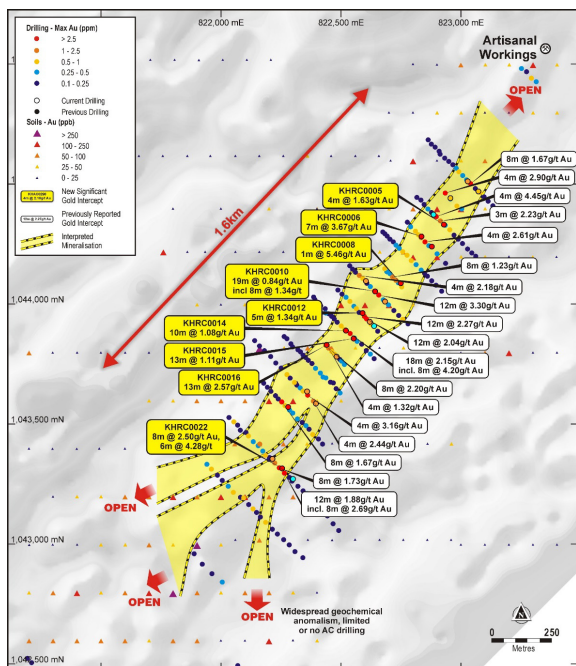 822,000 mE
822,500 mE
823,000 mE
Drilling - Max Au (ppm)
> 2.5
1 - 2.5
0.5 - 1
0.25 - 0.5
0.1 - 0.25
Current Drilling
Previous Drilling
Soils - Au (ppb)
> 250
100 - 250
50 - 100
25 - 50
0 - 25
New Significant
Gold Intercept
Previously Reported
Gold Intercept
Interpreted
Mineralisation
Artisanal
Workings
OPEN
1.6km
8m @ 1.67g/t Au
4m @ 2.90g/t Au
4m @ 4.45g/t Au
3m @ 2.23g/t Au
4m @ 2.61g/t Au
8m @ 1.23g/t Au
4m @ 2.18g/t Au
12m @ 3.30g/t Au
12m @ 2.27g/t Au
12m @ 2.04g/t Au
18m @ 2.15g/t Au
incl. 8m @ 4.20g/t Au
8m @ 2.20g/t Au
4m @ 1.32g/t Au
4m @ 3.16g/t Au
4m @ 2.44g/t Au
8m @ 1.67g/t Au
8m @ 1.73g/t Au
12m @ 1.88g/t Au
incl. 8m @ 2.69g/t Au
KHRC0005
4m @ 1.63g/t Au
KHRC0006
7m @ 3.67g/t Au
KHRC0008
1m @ 5.46g/t Au
KHRC0010
19m @ 0.84g/t Au
incl 8m @ 1.34g/t
KHRC0012
5m @ 1.34g/t Au
KHRC0014
10m @ 1.08g/t Au
KHRC0015
13m @ 1.11g/t Au
KHRC0016
13m @ 2.57g/t Au
KHRC0022
8m @ 2.50g/t Au,
6m @ 4.28g/t
1,044,000 mN
1,043,500 mN
1,043,000 mN
OPEN
OPEN
OPEN
Widespread geochemical
anomalism, limited
or no AC drilling
0 250
Metres